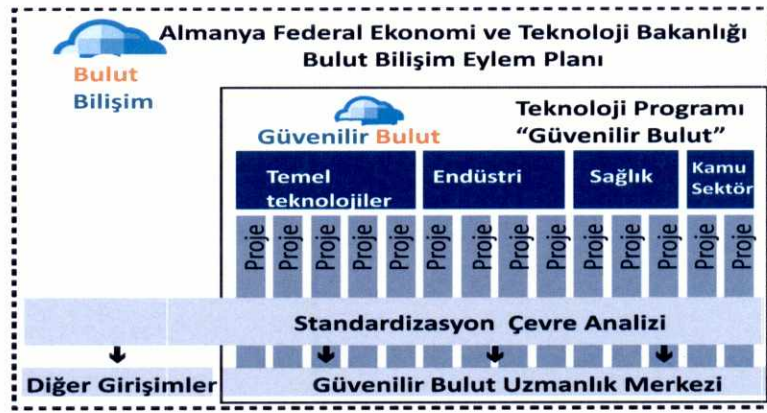 Almanya Federal Ekonomi ve Teknoloji Bakanlığı
Bulut Bilişim Eylem Planı
Bulut
Bilişim
Güvenilir Bulut
Teknoloji Programı
“Güvenilir Bulut”
Temel
teknolojiler
Endüstri
Sağlık
Kamu
Sektör
Proje
Proje
Proje
Proje
Proje
Proje
Proje
Proje
Proje
Proje
Proje
Proje
Proje
Proje
Standardizasyon Çevre Analizi
Diğer Girişimler
Güvenilir Bulut Uzmanlık Merkezi